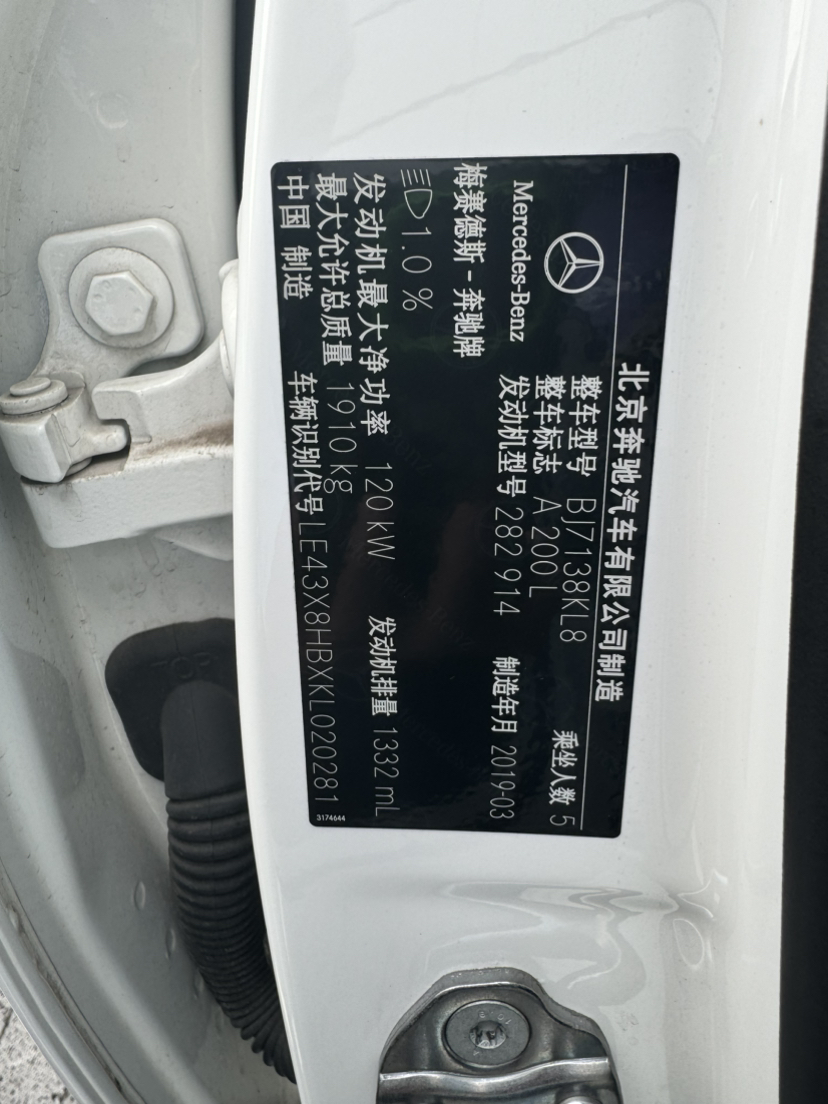 北京奔驰汽车有限公司制造
Mercedes-Benz
梅赛德斯-奔驰牌
整车型号 BJ7138KL8
整车标志 A 200 L
发动机型号 282 914
乘坐人数 5
制造年月 2019-03
1.0 %
发动机最大净功率 120 kW 发动机排量 1332 mL
最大允许总质量 1910 kg
中国 制造 车辆识别代号 LE43X8HBXKL020281
3174644
TOP